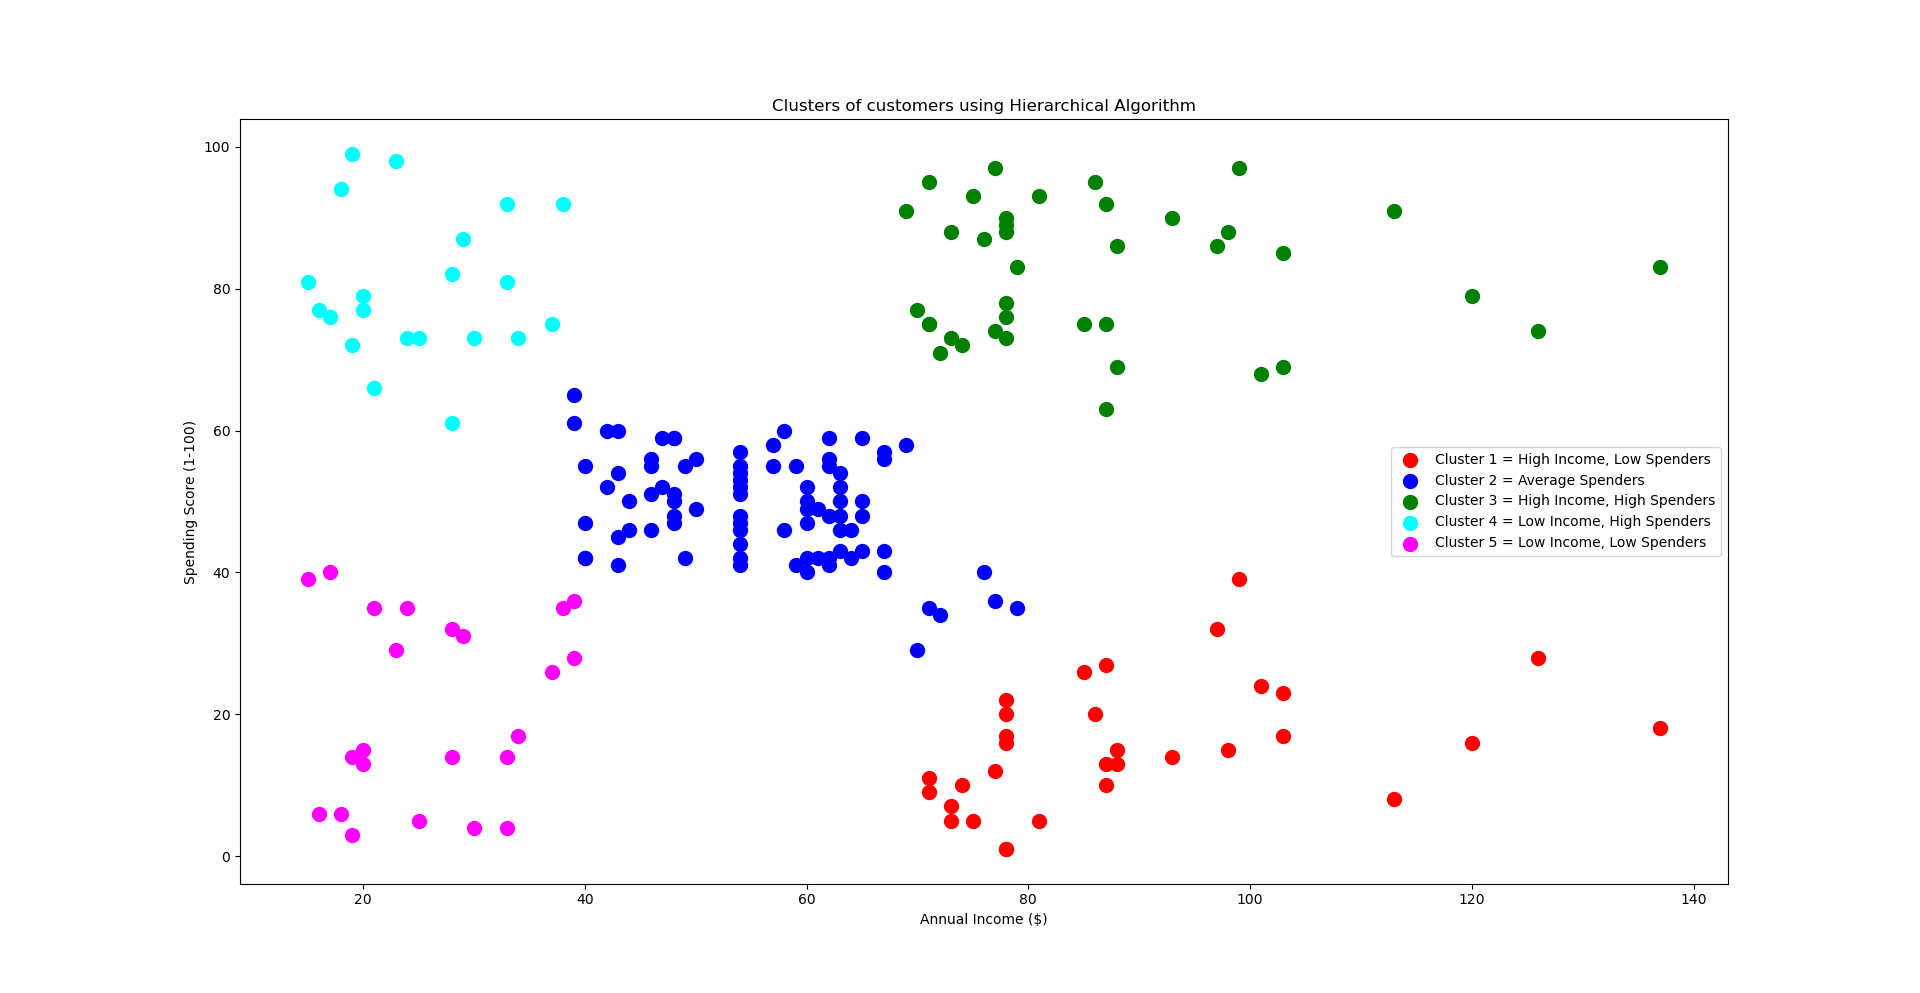 Clusters of customers using Hierarchical Algorithm
100
80
60
40
20
0
Spending Score (1-100)
Cluster 1 = High Income, Low Spenders
Cluster 2 = Average Spenders
Cluster 3 = High Income, High Spenders
Cluster 4 = Low Income, High Spenders
Cluster 5 = Low Income, Low Spenders
20 40 60 80 100 120 140
Annual Income ($)